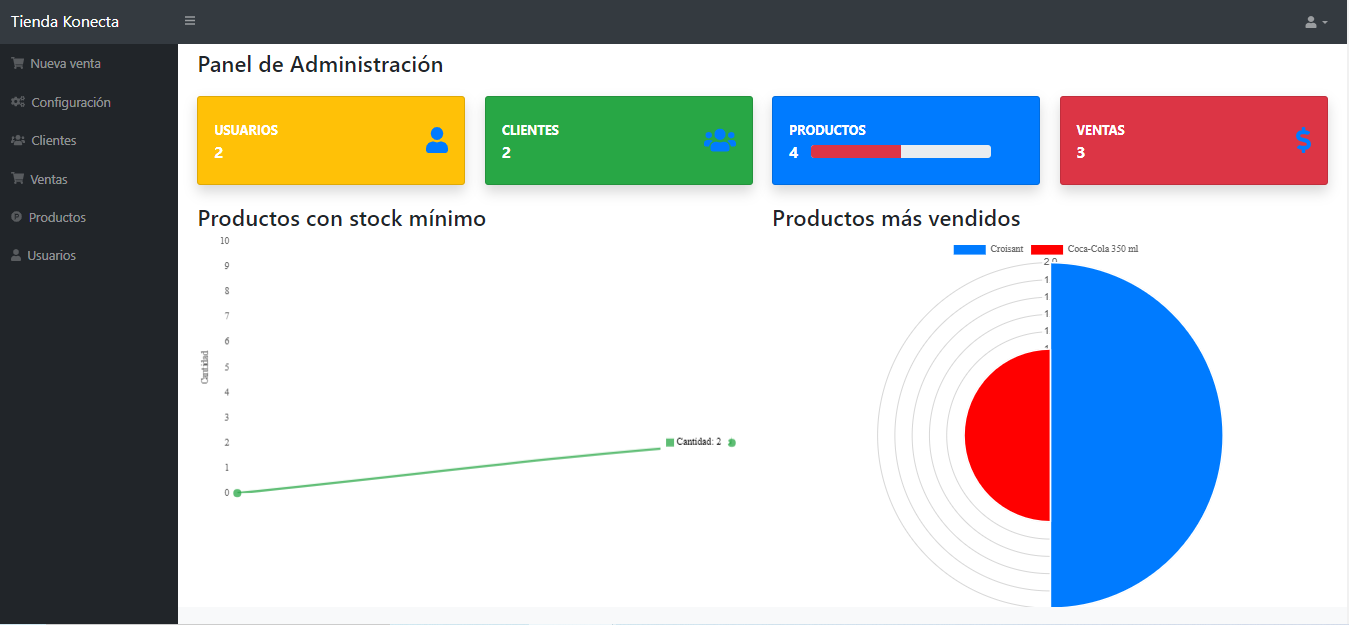 Tienda Konecta
Nueva venta
Configuración
Clientes
Ventas
Productos
Usuarios
Panel de Administración
USUARIOS
2
CLIENTES
2
PRODUCTOS
4
VENTAS
3
Productos con stock mínimo
10
9
8
7
6
5
4
3
2
1
0
Cantidad
Cantidad: 2
Productos más vendidos
Croisant
Coca-Cola 350 ml
2.0
1
1
1
1